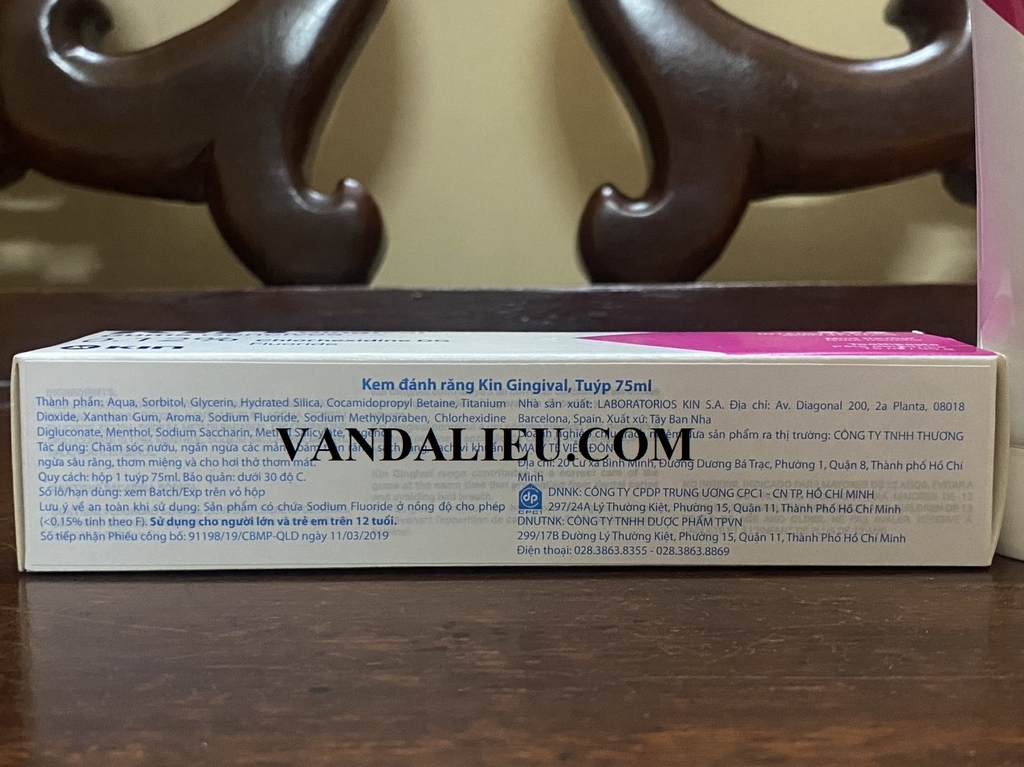 KIN
Chlorhexidine DG
Fluoride
Kem đánh răng Kin Gingival, Tuýp 75ml
Thành phần: Aqua, Sorbitol, Glycerin, Hydrated Silica, Cocamidopropyl Betaine, Titanium
Dioxide, Xanthan Gum, Aroma, Sodium Fluoride, Sodium Methylparaben, Chlorhexidine
Digluconate, Menthol, Sodium Saccharin,
Tác dụng: Chăm sóc nướu, ngăn ngừa các mảng
ngừa sâu răng, thơm miệng và cho hơi thở thơm mát.
Quy cách: hộp 1 tuýp 75ml. Bảo quản: dưới 30 độ C.
Số lô/hạn dùng: xem Batch/Exp trên vỏ hộp
Lưu ý về an toàn khi sử dụng: Sản phẩm có chứa Sodium Fluoride ở nồng độ cho phép
(<0.15% tính theo F). Sử dụng cho người lớn và trẻ em trên 12 tuổi.
Số tiếp nhận Phiếu công bố: 91198/19/CBMP-QLD ngày 11/03/2019
Nhà sản xuất: LABORATORIOS KIN S.A. Địa chỉ: Av. Diagonal 200, 2a Planta, 08018
Barcelona, Spain. Xuất xứ: Tây Ban Nha
đưa sản phẩm ra thị trường: CÔNG TY TNHH THƯƠNG
Địa chỉ: 20 Cư xá Bình Minh, Đường Dương Bá Trạc, Phường 1, Quận 8, Thành phố Hồ Chí
Minh
DNNK: CÔNG TY CPDP TRUNG ƯƠNG CPC1 - CN TP. HỒ CHÍ MINH
297/24A Lý Thường Kiệt, Phường 15, Quận 11, Thành Phố Hồ Chí Minh
dp
CPC1
DNUTNK: CÔNG TY TNHH DƯỢC PHẨM TPVN
299/17B Đường Lý Thường Kiệt, Phường 15, Quận 11, Thành Phố Hồ Chí Minh
Điện thoại: 028.3863.8355 - 028.3863.8869
VANDALIEU.COM